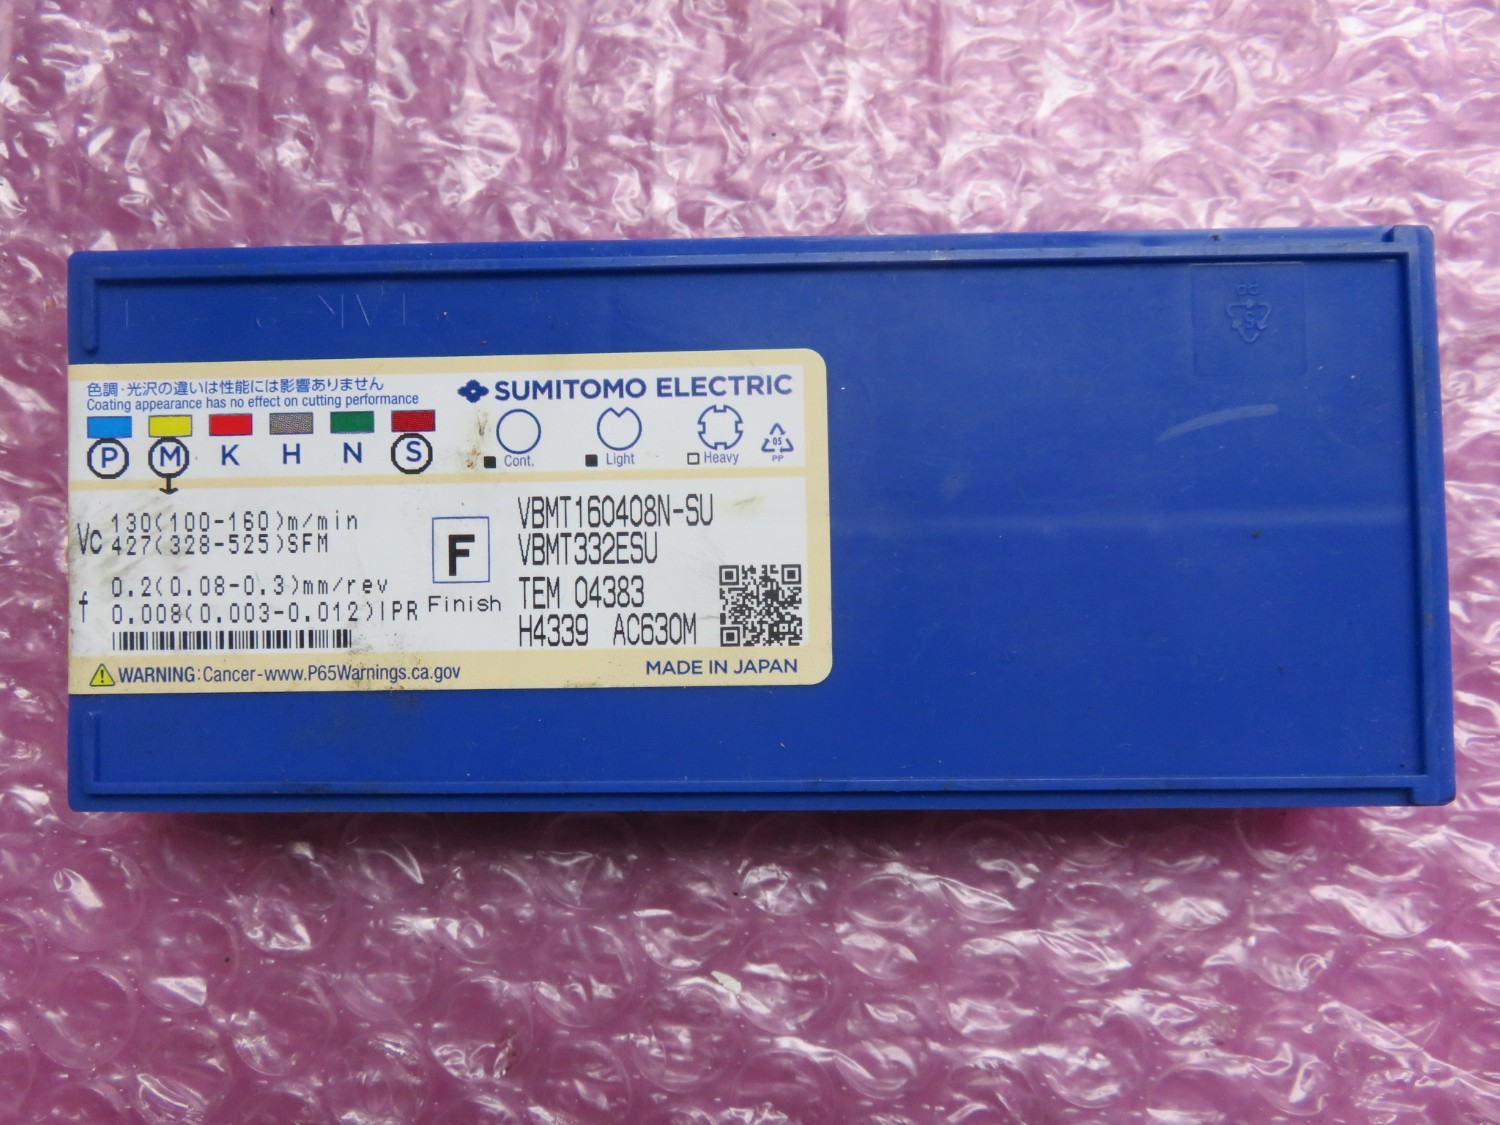 色調・光沢の違いは性能には影響ありません
Coating appearance has no effect on cutting performance
SUMITOMO ELECTRIC
P M K H N S
Cont. Light Heavy
05
PP
Vc 130(100-160)m/min
427(328-525)SFM
f 0.2(0.08-0.3)mm/rev
0.008(0.003-0.012)IPR
F
Finish
VBMT160408N-SU
VBMT332ESU
TEM 04383
H4339 AC630M
WARNING:Cancer-www.P65Warnings.ca.gov
MADE IN JAPAN